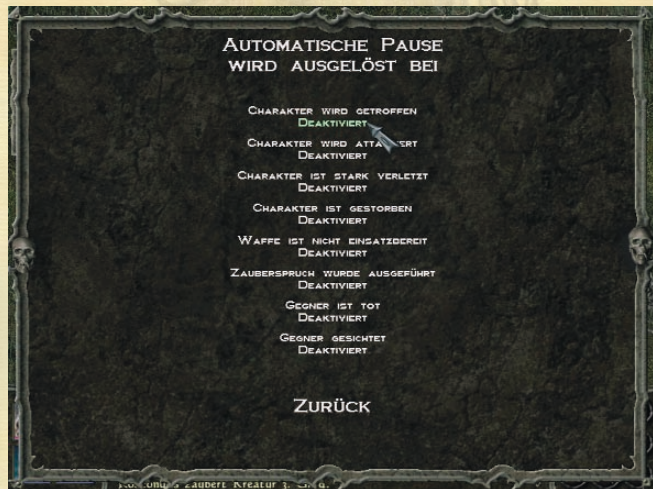 Automatische Pause
wird ausgelöst bei
Charakter wird getroffen
Deaktiviert
Charakter wird
Deaktiviert
Charakter ist stark verletzt
Deaktiviert
Charakter ist gestorben
Deaktiviert
Waffe ist nicht einsatzbereit
Deaktiviert
Zauberspruch wurde ausgeführt
Deaktiviert
Gegner ist tot
Deaktiviert
Gegner gesichtet
Deaktiviert
Zurück
zaubert Kreatur